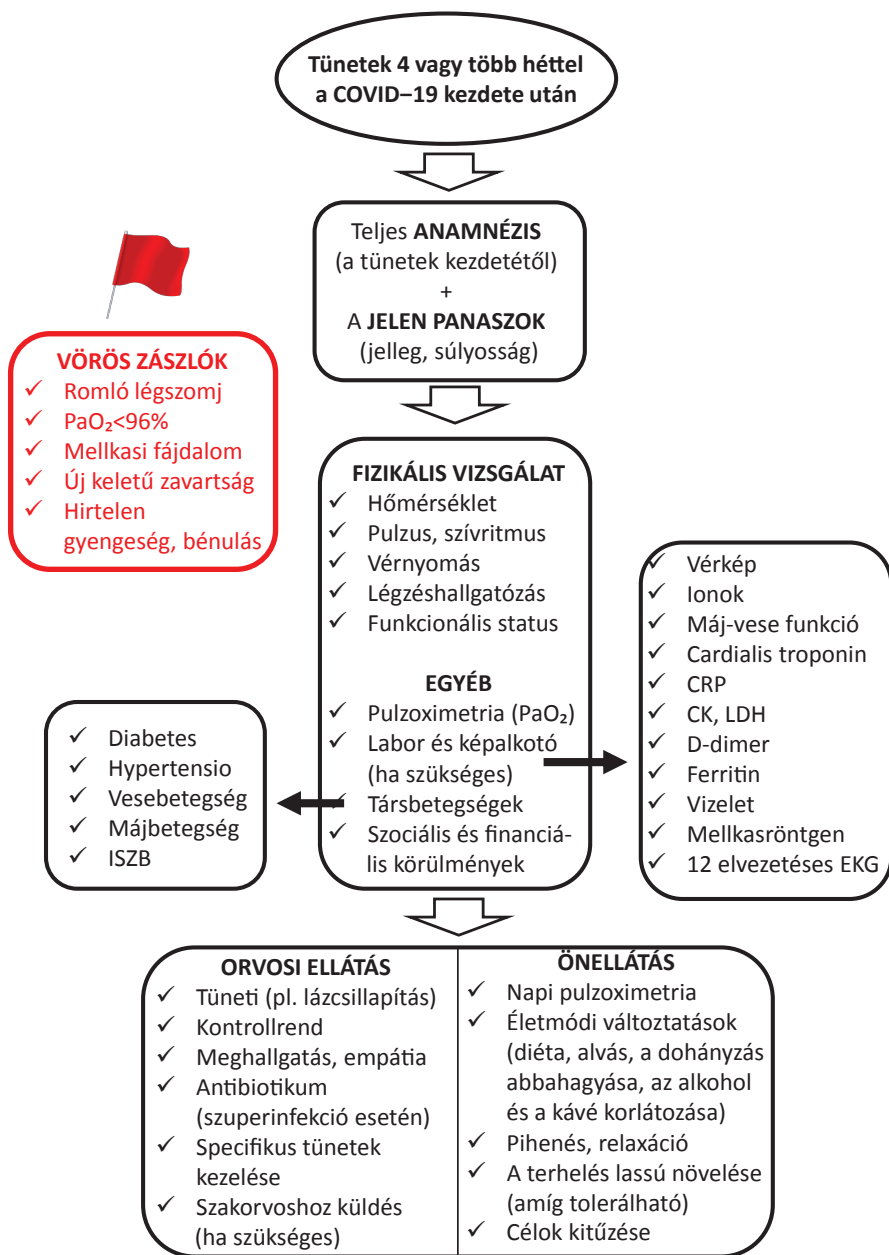 Tünetek 4 vagy több héttel
a COVID–19 kezdete után
Teljes ANAMNÉZIS
(a tünetek kezdetétől)
+
A JELEN PANASZOK
(jelleg, súlyosság)
VÖRÖS ZÁSZLÓK
✓ Romló légszomj
✓ PaO₂<96%
✓ Mellkasi fájdalom
✓ Új keletű zavartság
✓ Hirtelen
gyengeség, bénulás
FIZIKÁLIS VIZSGÁLAT
✓ Hőmérséklet
✓ Pulzus, szívritmus
✓ Vérnyomás
✓ Légzéshallgatózás
✓ Funkcionális status
EGYÉB
✓ Pulzoximetria (PaO₂)
✓ Labor és képalkotó
(ha szükséges)
✓ Társbetegségek
✓ Szociális és financiá-
lis körülmények
✓ Vérkép
✓ Ionok
✓ Máj-vese funkció
✓ Cardialis troponin
✓ CRP
✓ CK, LDH
✓ D-dimer
✓ Ferritin
✓ Vizelet
✓ Mellkasröntgen
✓ 12 elvezetéses EKG
✓ Diabetes
✓ Hypertensio
✓ Vesebetegség
✓ Májbetegség
✓ ISZB
ORVOSI ELLÁTÁS
✓ Tüneti (pl. lázcsillapítás)
✓ Kontrollrend
✓ Meghallgatás, empátia
✓ Antibiotikum
(szuperinfekció esetén)
✓ Specifikus tünetek
kezelése
✓ Szakorvoshoz küldés
(ha szükséges)
ÖNELLÁTÁS
✓ Napi pulzoximetria
✓ Életmódi változtatások
(diéta, alvás, a dohányzás
abbahagyása, az alkohol
és a kávé korlátozása)
✓ Pihenés, relaxáció
✓ A terhelés lassú növelése
(amíg tolerálható)
✓ Célok kitűzése